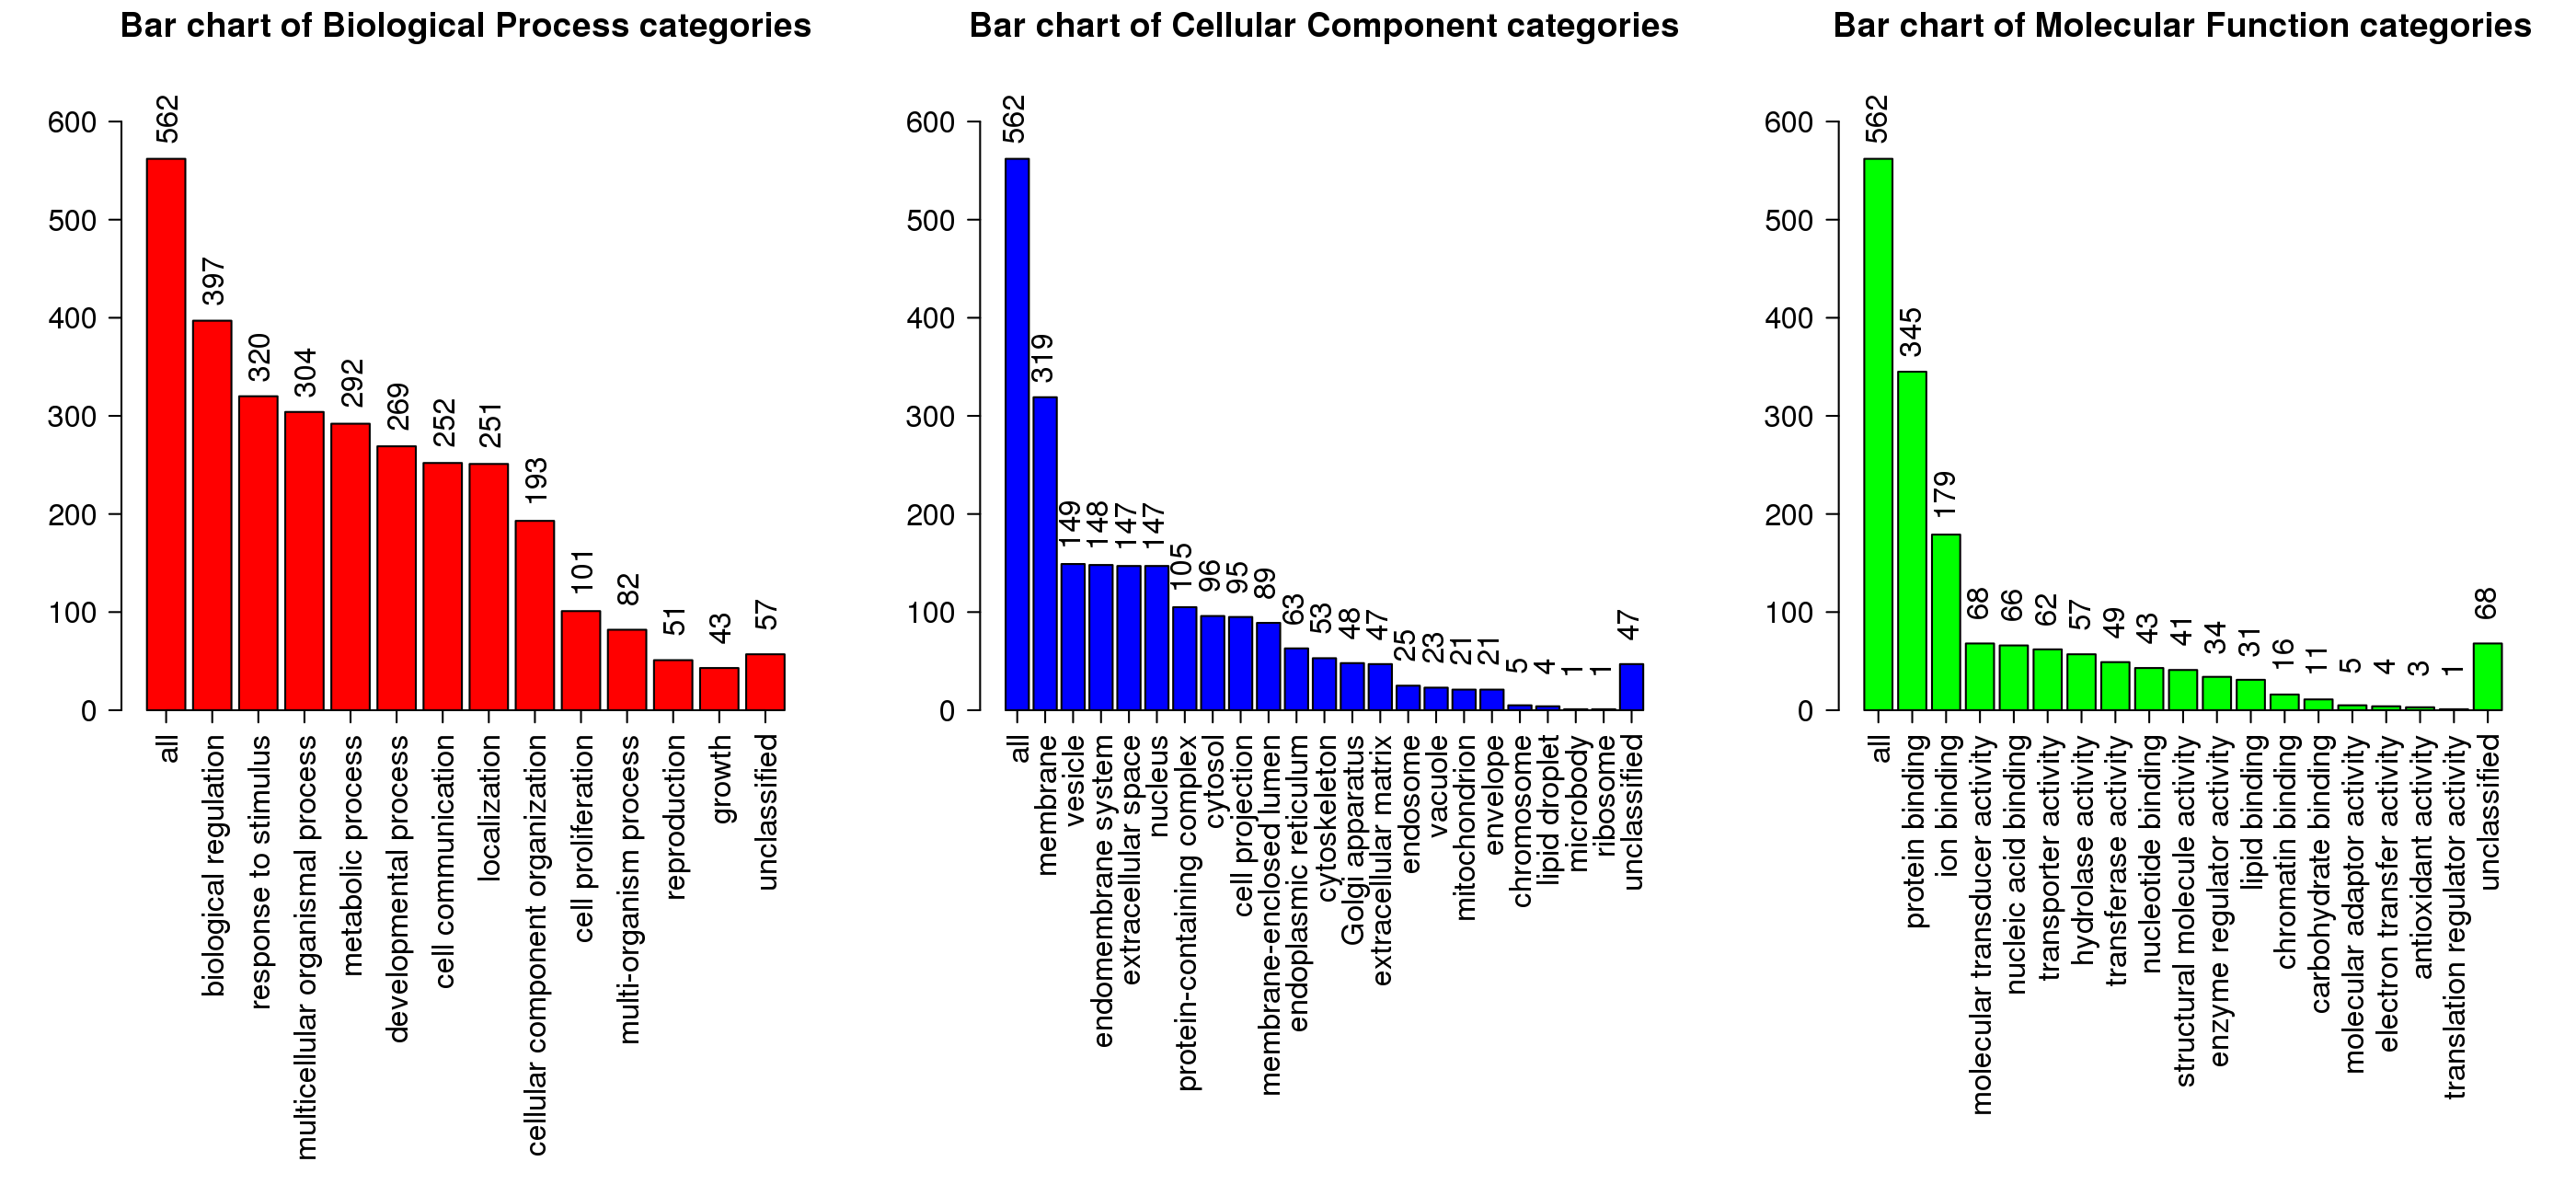 Bar chart of Biological Process categories
600
500
400
300
200
100
0
562
397
320
304
292
269
252
251
193
101
82
51
43
57
all
biological regulation
response to stimulus
multicellular organismal process
metabolic process
developmental process
cell communication
localization
cellular component organization
cell proliferation
multi-organism process
reproduction
growth
unclassified
Bar chart of Cellular Component categories
600
500
400
300
200
100
0
562
319
149
148
147
147
105
96
95
89
63
53
48
47
25
23
21
21
5
4
1
1
47
all
membrane
vesicle
endomembrane system
extracellular space
nucleus
protein-containing complex
cytosol
cell projection
membrane-enclosed lumen
endoplasmic reticulum
cytoskeleton
Golgi apparatus
extracellular matrix
endosome
vacuole
mitochondrion
envelope
chromosome
lipid droplet
microbody
ribosome
unclassified
Bar chart of Molecular Function categories
600
500
400
300
200
100
0
562
345
179
68
66
62
57
49
43
41
34
31
16
11
5
4
3
1
68
all
protein binding
ion binding
molecular transducer activity
nucleic acid binding
transporter activity
hydrolase activity
transferase activity
nucleotide binding
structural molecule activity
enzyme regulator activity
lipid binding
chromatin binding
carbohydrate binding
molecular adaptor activity
electron transfer activity
antioxidant activity
translation regulator activity
unclassified